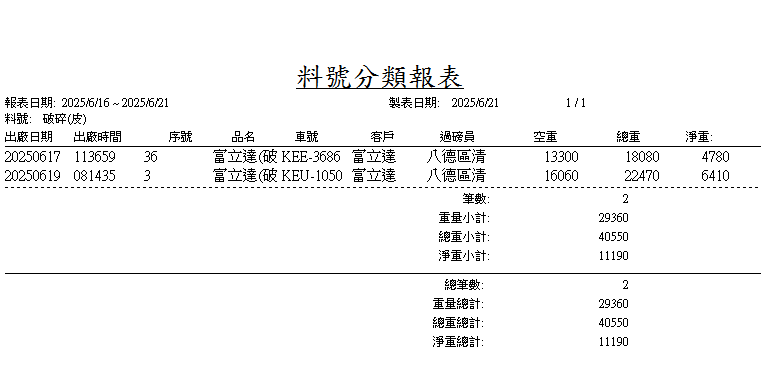 料號分類報表
報表日期: 2025/6/16 ~ 2025/6/21 製表日期: 2025/6/21 1 / 1
料號: 破碎(皮)
出廠日期 出廠時間 序號 品名 車號 客戶 過磅員 空重 總重 淨重:
20250617 113659 36 富立達(破 KEE-3686 富立達 八德區清 13300 18080 4780
20250619 081435 3 富立達(破 KEU-1050 富立達 八德區清 16060 22470 6410
筆數: 2
重量小計: 29360
總重小計: 40550
淨重小計: 11190
總筆數: 2
重量總計: 29360
總重總計: 40550
淨重總計: 11190